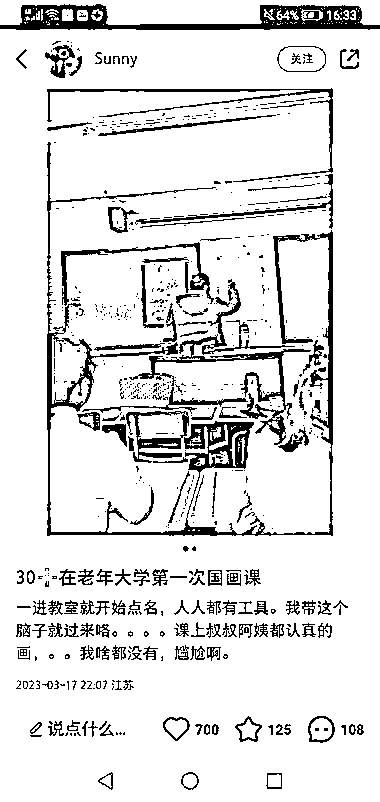 64% 16:33
Sunny
关注
30+在老年大学第一次国画课
一进教室就开始点名，人人都有工具。我带这个
脑子就过来咯。。。。课上叔叔阿姨都认真的
画，。。我啥都没有，尴尬啊。
2023-03-17 22:07 江苏
说点什么...
700
125
108